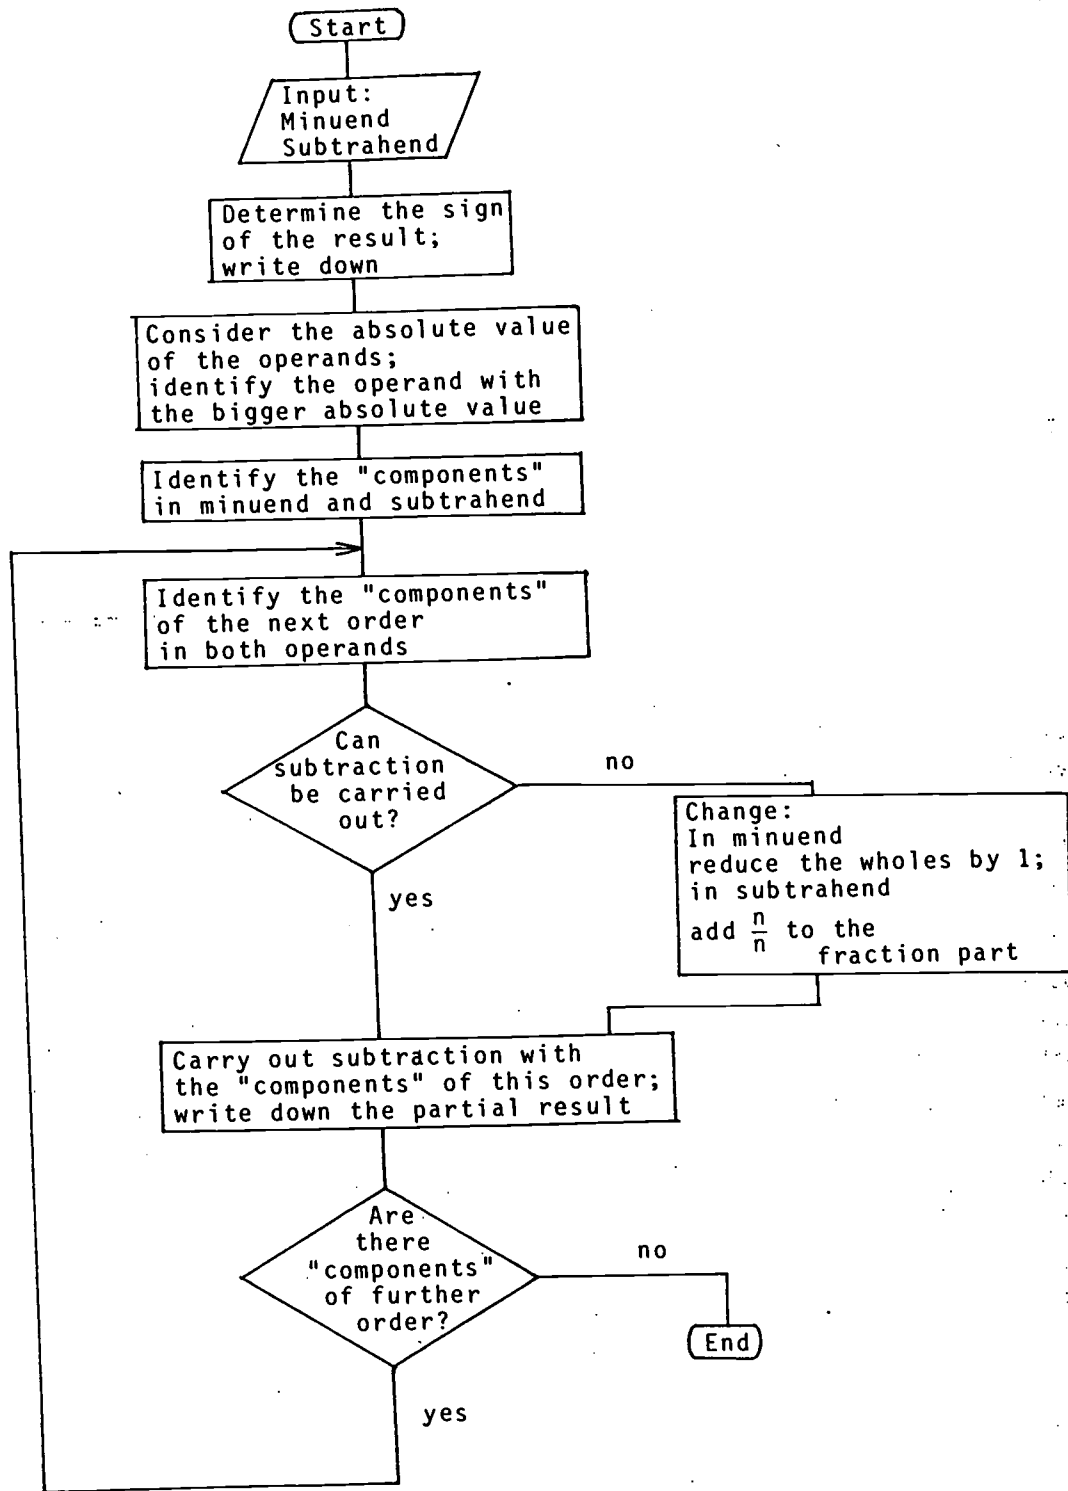 Start
Input:
Minuend
Subtrahend
Determine the sign
of the result;
write down
Consider the absolute value
of the operands;
identify the operand with
the bigger absolute value
Identify the "components"
in minuend and subtrahend
Identify the "components"
of the next order
in both operands
Can
subtraction
be carried
out?
no
yes
Change:
In minuend
reduce the wholes by 1;
in subtrahend
add n/n to the
fraction part
Carry out subtraction with
the "components" of this order;
write down the partial result
Are
there
"components"
of further
order?
no
End
yes